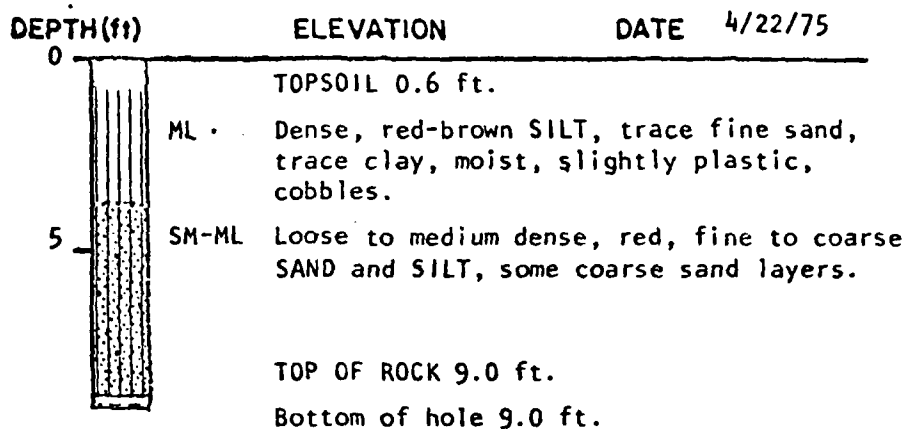 DEPTH(ft) ELEVATION DATE 4/22/75
0
TOPSOIL 0.6 ft.
ML · Dense, red-brown SILT, trace fine sand,
trace clay, moist, slightly plastic,
cobbles.
5 SM-ML Loose to medium dense, red, fine to coarse
SAND and SILT, some coarse sand layers.
TOP OF ROCK 9.0 ft.
Bottom of hole 9.0 ft.